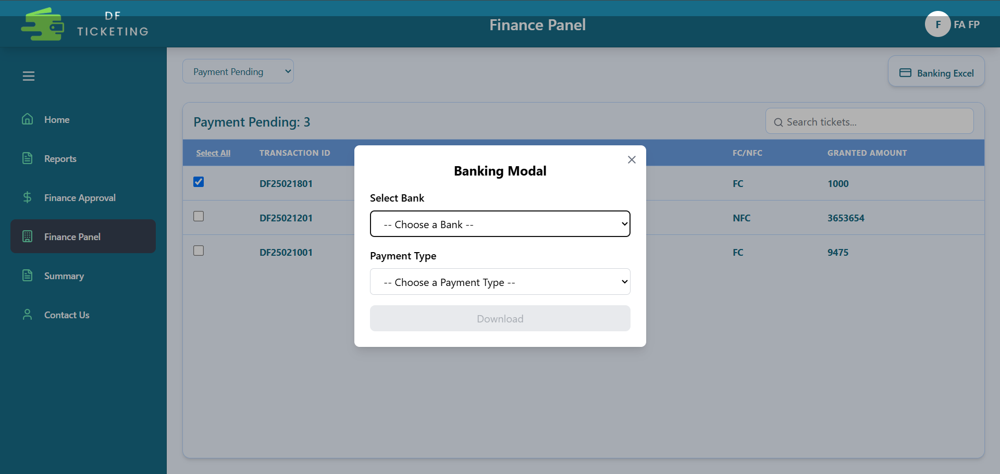 DF
TICKETING
Finance Panel
F
FA FP
Home
Reports
Finance Approval
Finance Panel
Summary
Contact Us
Payment Pending
Banking Excel
Payment Pending: 3
Search tickets...
Select All
TRANSACTION ID
FC/NFC
GRANTED AMOUNT
DF25021801
FC
1000
DF25021201
NFC
3653654
DF25021001
FC
9475
Banking Modal
Select Bank
-- Choose a Bank --
Payment Type
-- Choose a Payment Type --
Download